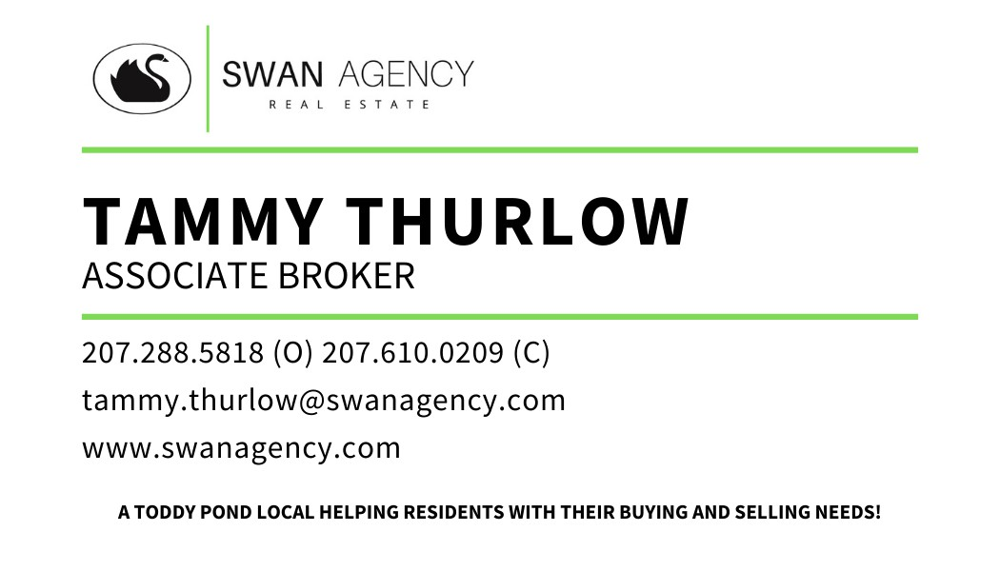 SWAN AGENCY
REAL ESTATE
TAMMY THURLOW
ASSOCIATE BROKER
207.288.5818 (O) 207.610.0209 (C)
tammy.thurlow@swanagency.com
www.swanagency.com
A TODDY POND LOCAL HELPING RESIDENTS WITH THEIR BUYING AND SELLING NEEDS!